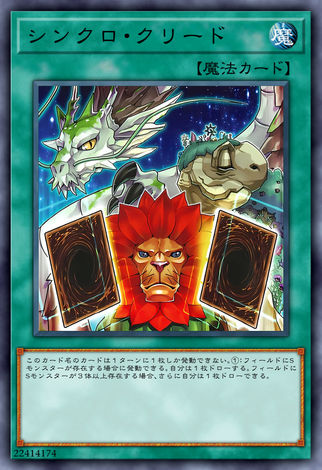 シンクロ・クリード
魔
【魔法カード】
このカード名のカードは1ターンに1枚しか発動できない。①：フィールドにS
モンスターが存在する場合に発動できる。自分は1枚ドローする。フィールドに
Sモンスターが3体以上存在する場合、さらに自分は1枚ドローできる。
22414174